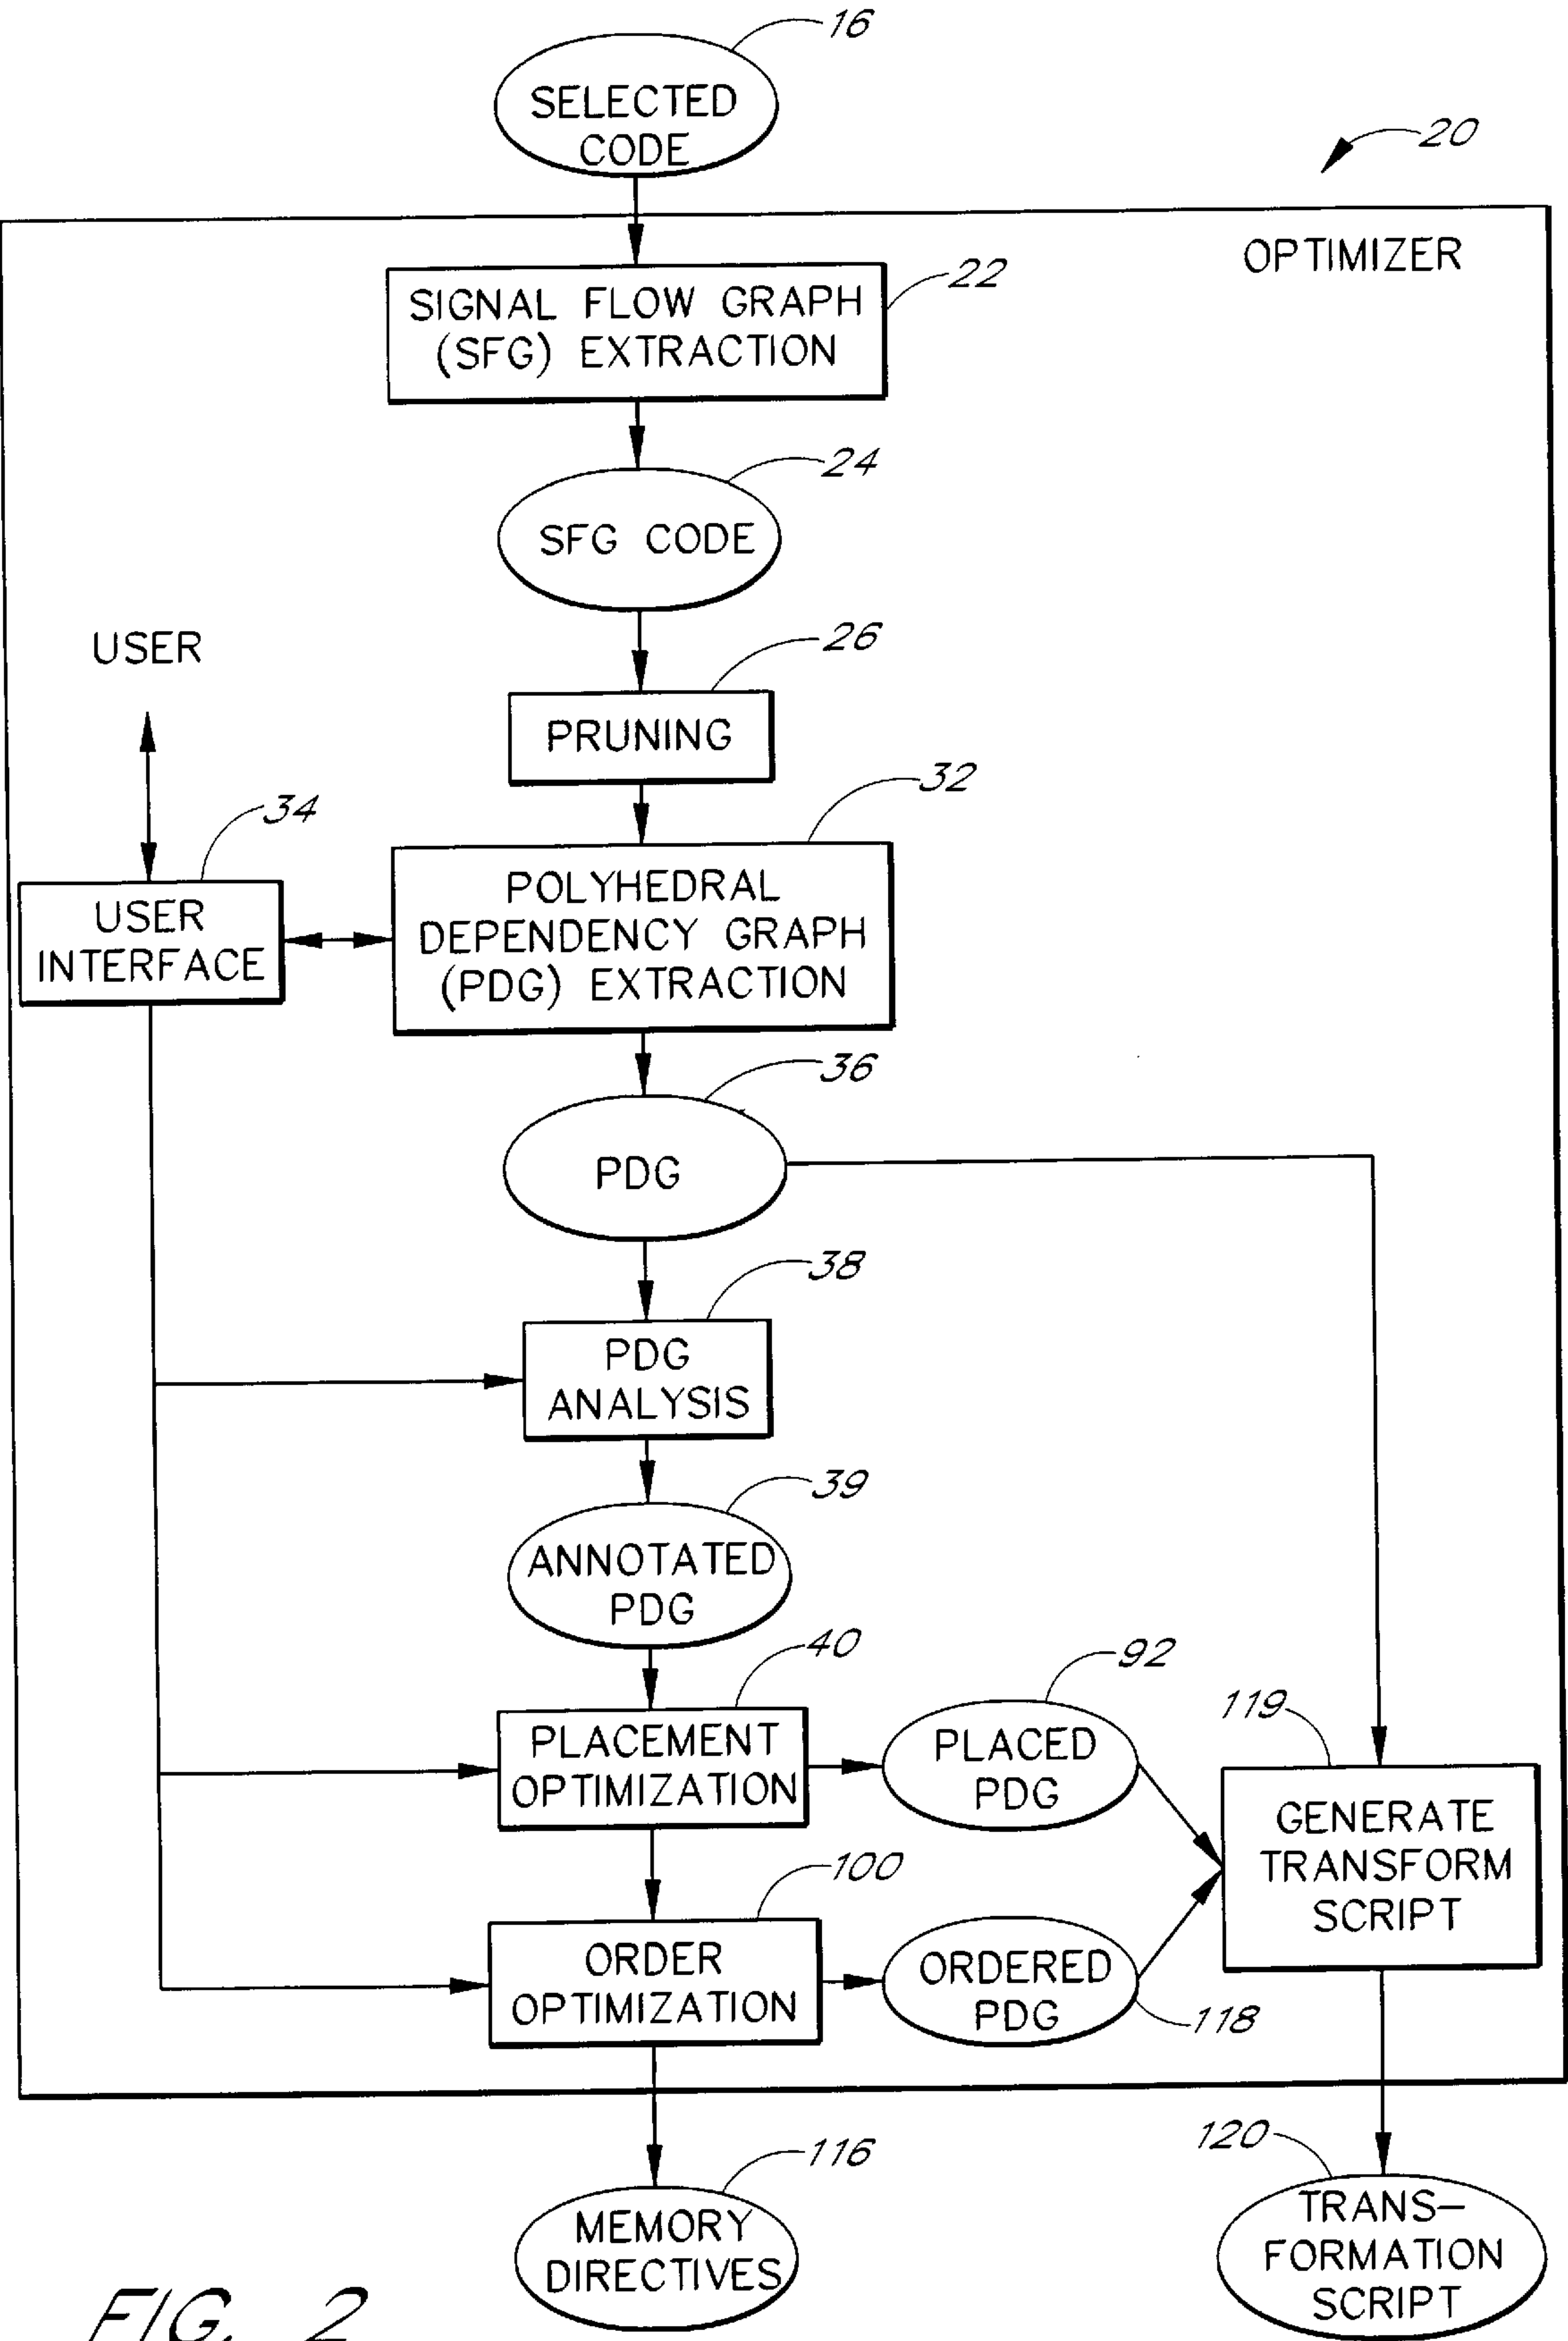 16
SELECTED
CODE
20
OPTIMIZER
22
SIGNAL FLOW GRAPH
(SFG) EXTRACTION
24
SFG CODE
USER
26
PRUNING
32
34
POLYHEDRAL
DEPENDENCY GRAPH
(PDG) EXTRACTION
USER
INTERFACE
36
PDG
38
PDG
ANALYSIS
39
ANNOTATED
PDG
40
PLACEMENT
OPTIMIZATION
92
PLACED
PDG
119
GENERATE
TRANSFORM
SCRIPT
100
ORDER
OPTIMIZATION
ORDERED
PDG
118
116
MEMORY
DIRECTIVES
120
TRANS-
FORMATION
SCRIPT
FIG. 2